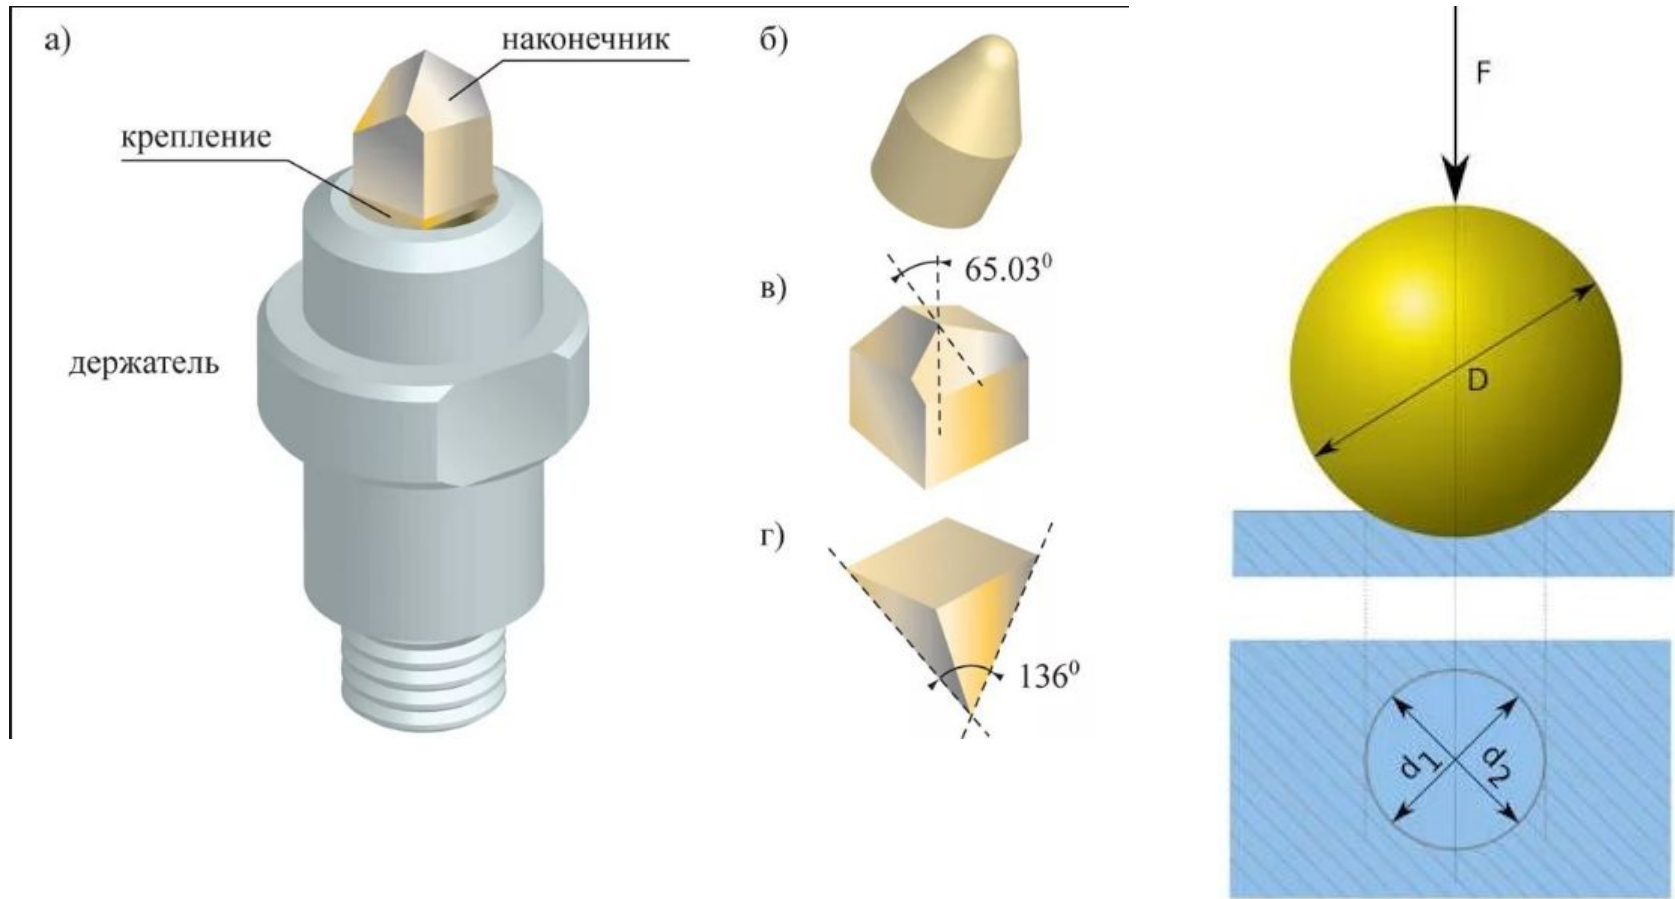 а)
наконечник
крепление
держатель
б)
в)
65.03⁰
г)
136⁰
F
D
d₁
d₂